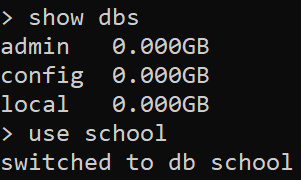 > show dbs
admin   0.000GB
config  0.000GB
local   0.000GB
> use school
switched to db school